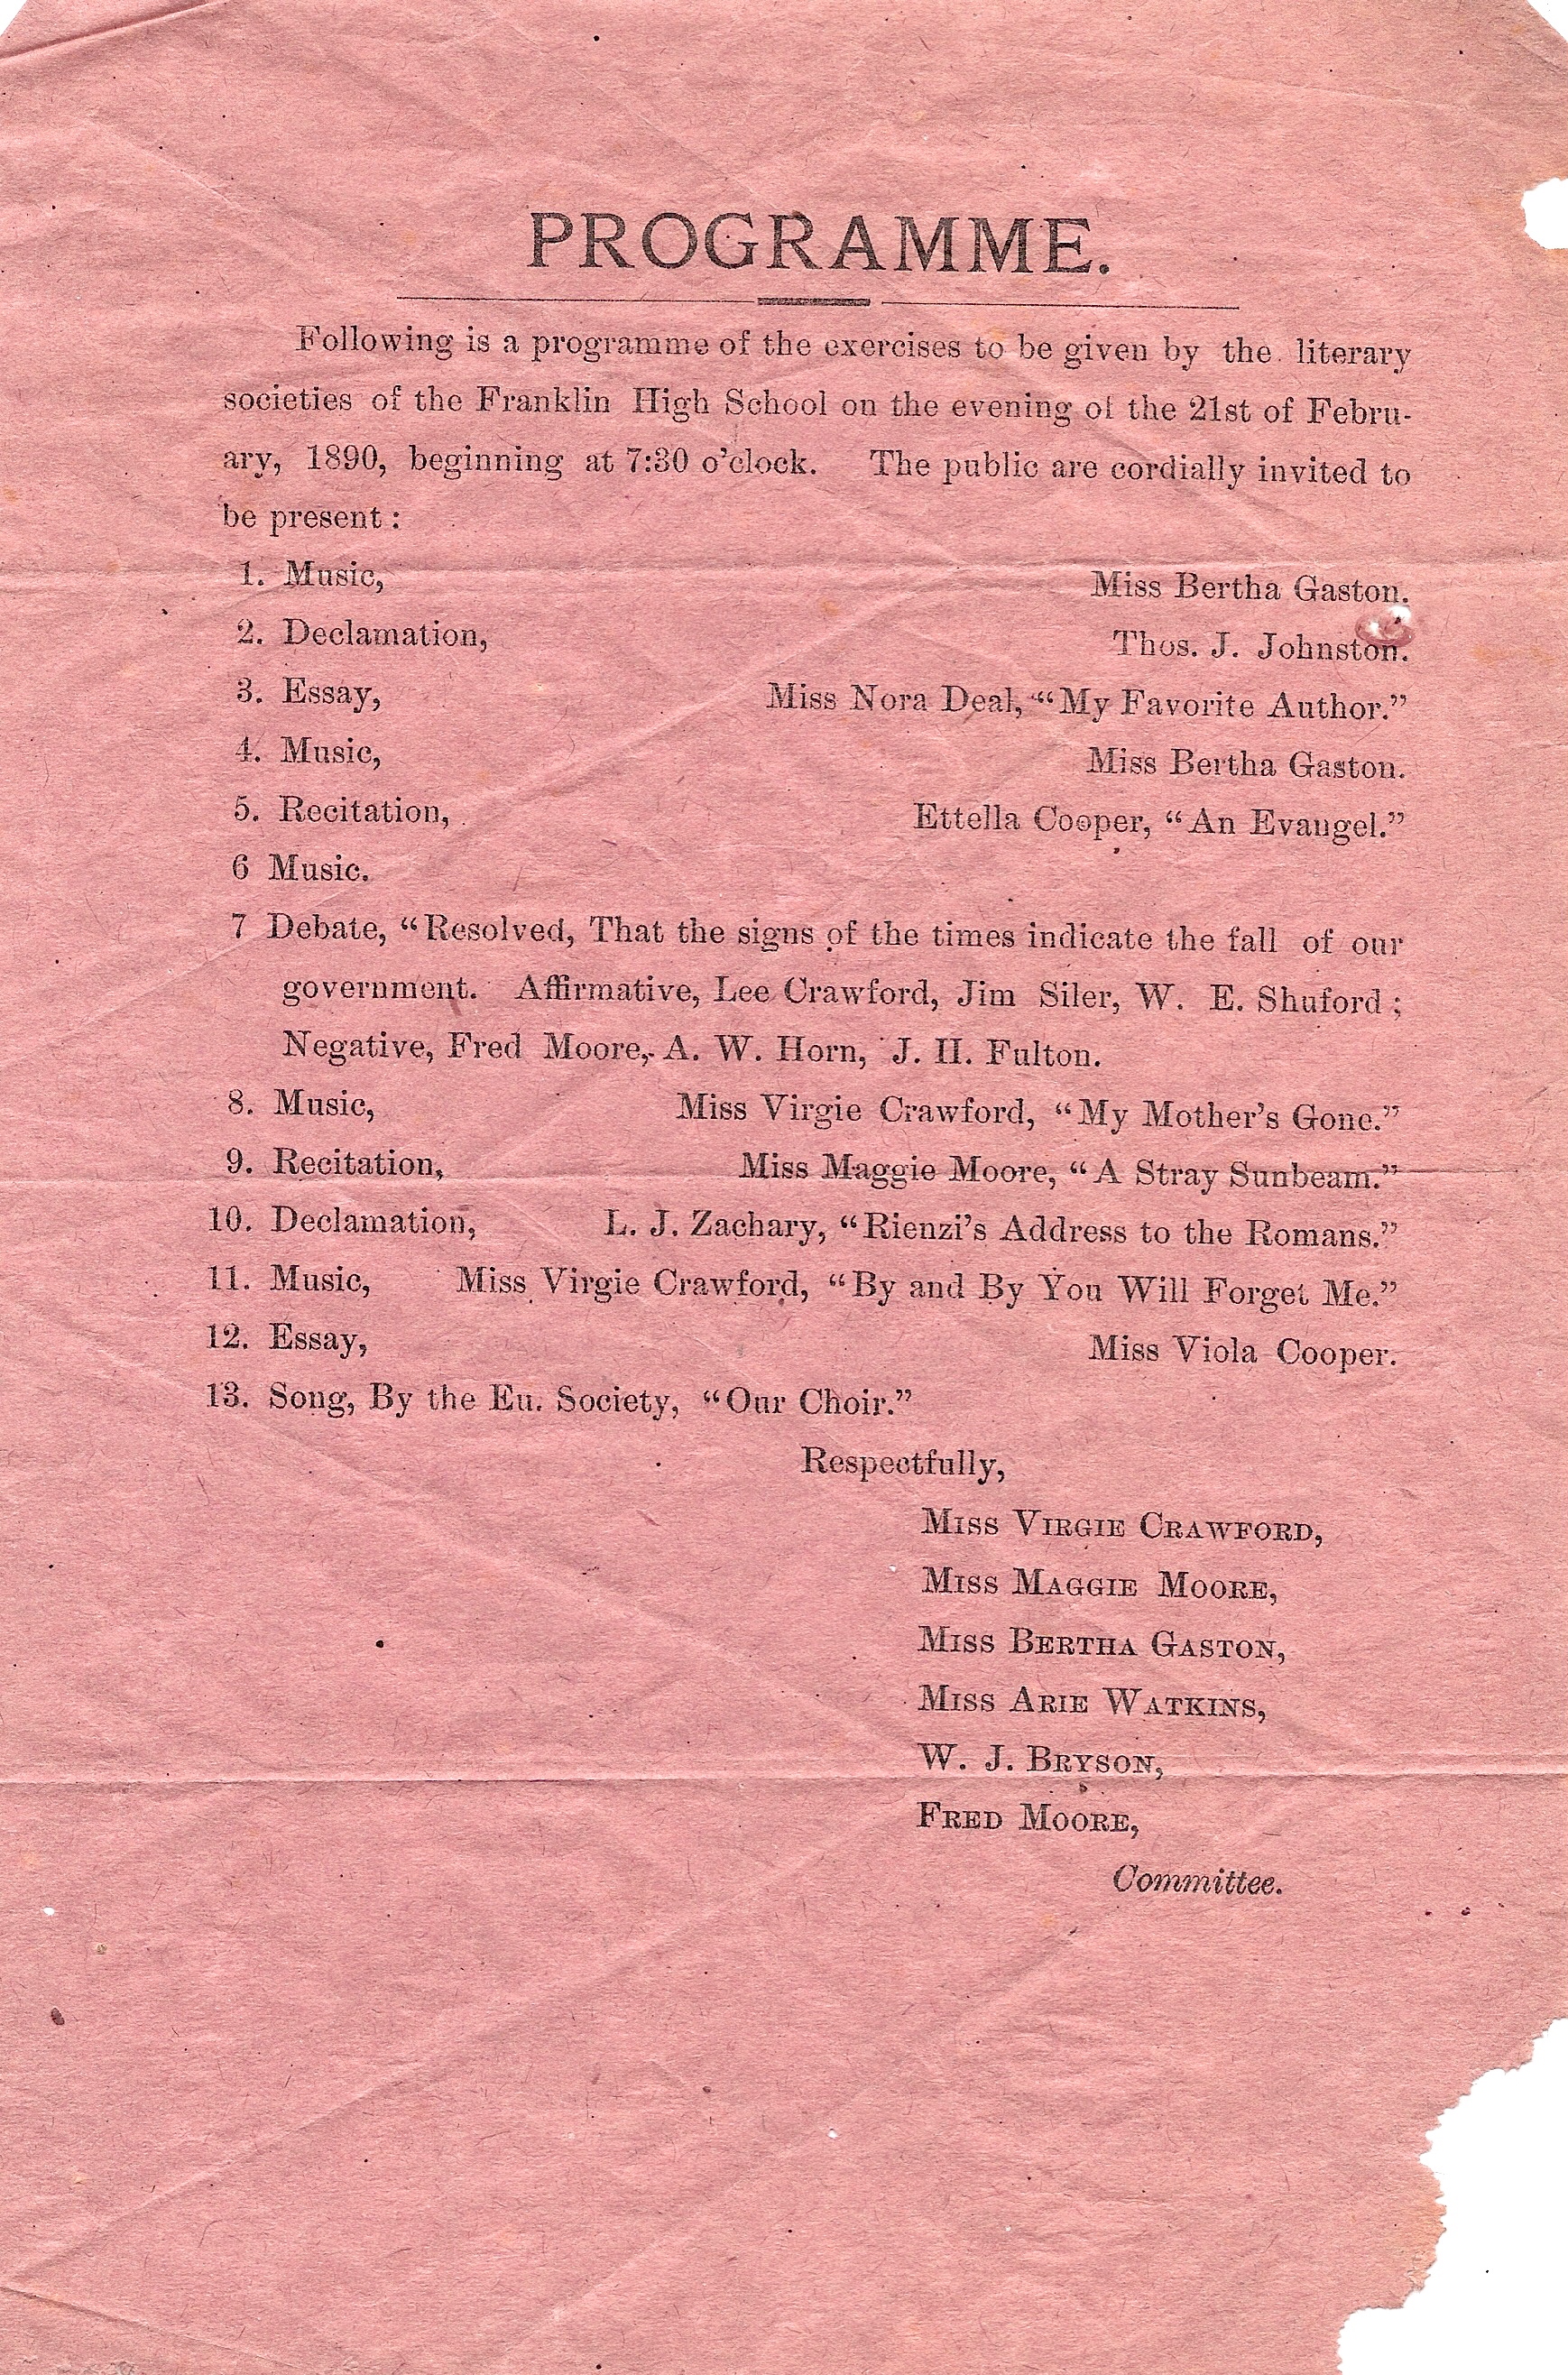 PROGRAMME.
Following is a programme of the exercises to be given by the literary
societies of the Franklin High School on the evening of the 21st of Febru-
ary, 1890, beginning at 7:30 o'clock. The public are cordially invited to
be present:
1. Music, Miss Bertha Gaston.
2. Declamation, Thos. J. Johnston.
3. Essay, Miss Nora Deal, “My Favorite Author.”
4. Music, Miss Bertha Gaston.
5. Recitation, Ettella Cooper, “An Evangel.”
6 Music.
7 Debate, “Resolved, That the signs of the times indicate the fall of our
government. Affirmative, Lee Crawford, Jim Siler, W. E. Shuford;
Negative, Fred Moore, A. W. Horn, J. H. Fulton.
8. Music, Miss Virgie Crawford, “My Mother's Gone.”
9. Recitation, Miss Maggie Moore, “A Stray Sunbeam.”
10. Declamation, L. J. Zachary, “Rienzi's Address to the Romans.”
11. Music, Miss Virgie Crawford, “By and By You Will Forget Me.”
12. Essay, Miss Viola Cooper.
13. Song, By the Eu. Society, “Our Choir.”
Respectfully,
MISS VIRGIE CRAWFORD,
MISS MAGGIE MOORE,
MISS BERTHA GASTON,
MISS ARIE WATKINS,
W. J. BRYSON,
FRED MOORE,
Committee.